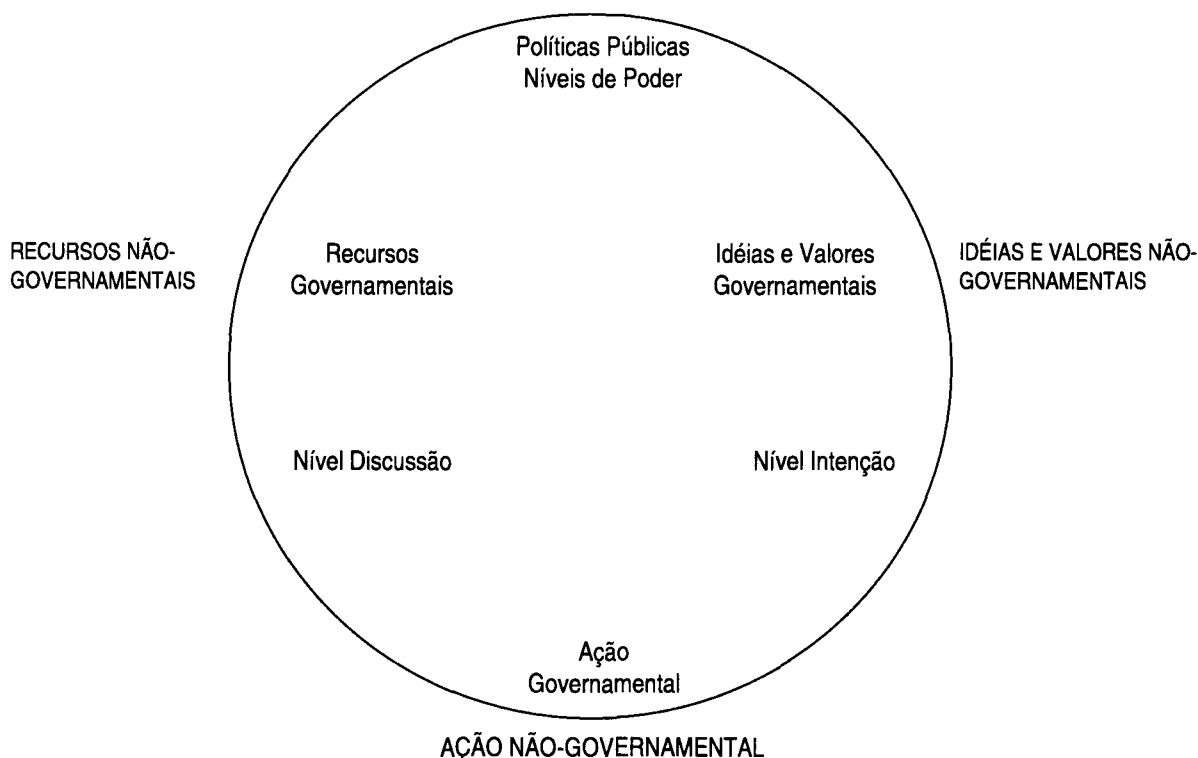 Políticas Públicas
Níveis de Poder
RECURSOS NÃO-
GOVERNAMENTAIS
Recursos
Governamentais
Idéias e Valores
Governamentais
IDÉIAS E VALORES NÃO-
GOVERNAMENTAIS
Nível Discussão
Nível Intenção
Ação
Governamental
AÇÃO NÃO-GOVERNAMENTAL